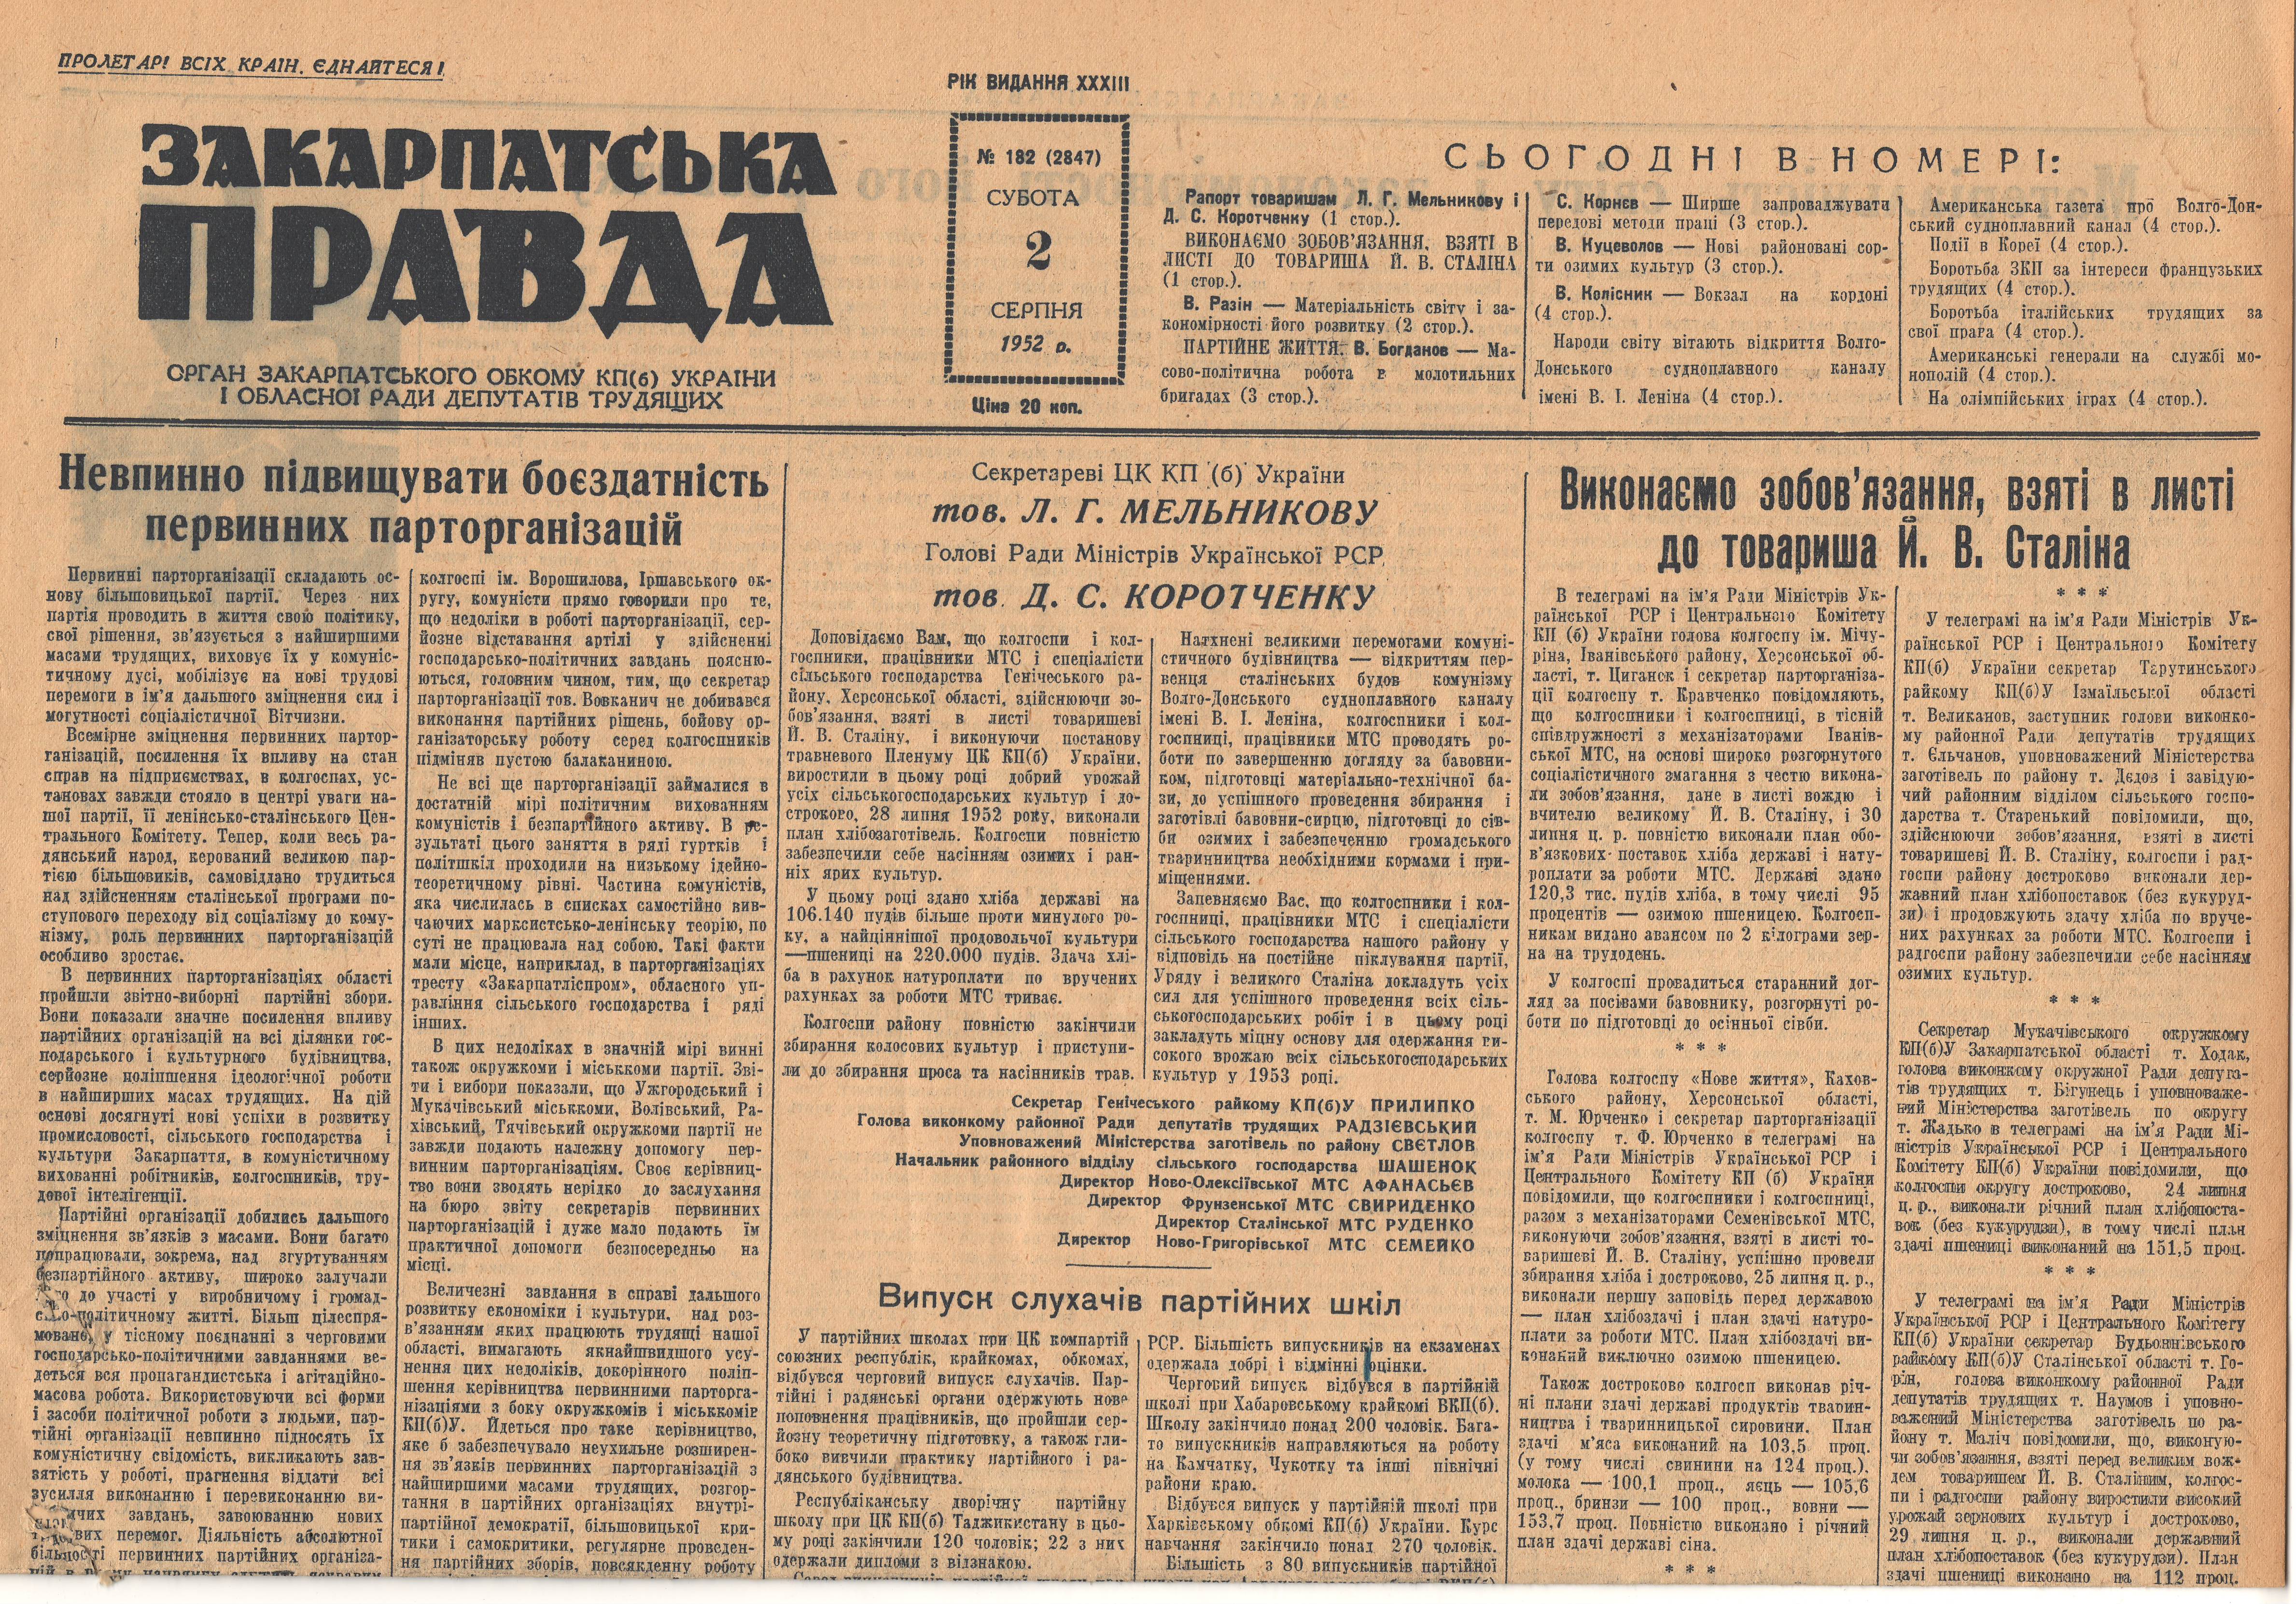 ПРОЛЕТАРІ ВСІХ КРАЇН, ЄДНАЙТЕСЯ!
РІК ВИДАННЯ XXXIII
ЗАКАРПАТСЬКА
ПРАВДА
ОРГАН ЗАКАРПАТСЬКОГО ОБКОМУ КП(б) УКРАЇНИ
І ОБЛАСНОЇ РАДИ ДЕПУТАТІВ ТРУДЯЩИХ
№ 182 (2847)
СУБОТА
2
СЕРПНЯ
1952 р.
Ціна 20 коп.
СЬОГОДНІ В НОМЕРІ:
Рапорт товаришам Л. Г. Мельникову і
Д. С. Коротченку (1 стор.).
ВИКОНАЄМО ЗОБОВ'ЯЗАННЯ, ВЗЯТІ В
ЛИСТІ ДО ТОВАРИША Й. В. СТАЛІНА
(1 стор.).
В. Разін — Матеріальність світу і за-
кономірності його розвитку (2 стор.).
ПАРТІЙНЕ ЖИТТЯ. В. Богданов — Ма-
сово-політична робота в молотильних
бригадах (3 стор.).
С. Корнєв — Ширше запроваджувати
передові методи праці (3 стор.).
В. Куцеволов — Нові районовані сор-
ти озимих культур (3 стор.).
В. Колісник — Вокзал на кордоні
(4 стор.).
Народи світу вітають відкриття Волго-
Донського судноплавного каналу
імені В. І. Леніна (4 стор.).
Американська газета про Волго-Дон-
ський судноплавний канал (4 стор.).
Події в Кореї (4 стор.).
Боротьба ЗКП за інтереси французьких
трудящих (4 стор.).
Боротьба італійських трудящих за
свої права (4 стор.).
Американські генерали на службі мо-
нополій (4 стор.).
На олімпійських іграх (4 стор.).
Невпинно підвищувати боєздатність
первинних парторганізацій
Первинні парторганізації складають ос-
нову більшовицької партії. Через них
партія проводить в життя свою політику,
свої рішення, зв'язується з найширшими
масами трудящих, виховує їх у комуніс-
тичному дусі, мобілізує на нові трудові
перемоги в ім'я дальшого зміцнення сил і
могутності соціалістичної Вітчизни.
Всемірне зміцнення первинних партор-
ганізацій, посилення їх впливу на стан
справ на підприємствах, в колгоспах, ус-
тановах завжди стояло в центрі уваги на-
шої партії, її ленінсько-сталінського Цен-
трального Комітету. Тепер, коли весь ра-
дянський народ, керований великою пар-
тією більшовиків, самовіддано трудиться
над здійсненням сталінської програми по-
ступового переходу від соціалізму до кому-
нізму, роль первинних парторганізацій
особливо зростає.
В первинних парторганізаціях області
пройшли звітно-виборні партійні збори.
Вони показали значне посилення впливу
партійних організацій на всі ділянки гос-
подарського і культурного будівництва,
серйозне поліпшення ідеологічної роботи
в найширших масах трудящих. На цій
основі досягнуті нові успіхи в розвитку
промисловості, сільського господарства і
культури Закарпаття, в комуністичному
вихованні робітників, колгоспників, тру-
дової інтелігенції.
Партійні організації добились дальшого
зміцнення зв'язків з масами. Вони багато
попрацювали, зокрема, над згуртуванням
безпартійного активу, широко залучали
до участі у виробничому і громад-
сько-політичному житті. Більш цілеспря-
мовано, у тісному поєднанні з черговими
господарсько-політичними завданнями ве-
деться вся пропагандистська і агітаційно-
масова робота. Використовуючи всі форми
і засоби політичної роботи з людьми, пар-
тійні організації невпинно підносять їх
комуністичну свідомість, викликають зав-
зятість у роботі, прагнення віддати всі
зусилля виконанню і перевиконанню ви-
завдань, завоюванню нових
перемог. Діяльність абсолютної
більшості первинних партійних організа-
колгоспі ім. Ворошилова, Іршавського ок-
ругу, комуністи прямо говорили про те,
що недоліки в роботі парторганізації, сер-
йозне відставання артілі у здійсненні
господарсько-політичних завдань поясню-
ються, головним чином, тим, що секретар
парторганізації тов. Вовканич не добивався
виконання партійних рішень, бойову ор-
ганізаторську роботу серед колгоспників
підміняв пустою балаканиною.
Не всі ще парторганізації займалися в
достатній мірі політичним вихованням
комуністів і безпартійного активу. В ре-
зультаті цього заняття в ряді гуртків і
політшкіл проходили на низькому ідейно-
теоретичному рівні. Частина комуністів,
яка числилась в списках самостійно вив-
чаючих марксистсько-ленінську теорію, по
суті не працювала над собою. Такі факти
мали місце, наприклад, в парторганізаціях
тресту «Закарпатліспром», обласного уп-
равління сільського господарства і ряді
інших.
В цих недоліках в значній мірі винні
також окружкоми і міськкоми партії. Зві-
ти і вибори показали, що Ужгородський і
Мукачівський міськкоми, Волівський, Ра-
хівський, Тячівський окружкоми партії не
завжди подають належну допомогу пер-
винним парторганізаціям. Своє керівниц-
тво вони зводять нерідко до заслухання
на бюро звіту секретарів первинних
парторганізацій і дуже мало подають їм
практичної допомоги безпосередньо на
місці.
Величезні завдання в справі дальшого
розвитку економіки і культури, над роз-
в'язанням яких працюють трудящі нашої
області, вимагають якнайшвидшого усу-
нення цих недоліків, докорінного поліп-
шення керівництва первинними парторга-
нізаціями з боку окружкомів і міськкомів
КП(б)У. Йдеться про таке керівництво,
яке б забезпечувало неухильне розширен-
ня зв'язків первинних парторганізацій з
найширшими масами трудящих, розгор-
тання в партійних організаціях внутрі-
партійної демократії, більшовицької кри-
тики і самокритики, регулярне проведен-
ня партійних зборів, повсякденну роботу
Секретареві ЦК КП (б) України
тов. Л. Г. МЕЛЬНИКОВУ
Голові Ради Міністрів Української РСР
тов. Д. С. КОРОТЧЕНКУ
Доповідаємо Вам, що колгоспи і кол-
госпники, працівники МТС і спеціалісти
сільського господарства Генічеського ра-
йону, Херсонської області, здійснюючи зо-
бов'язання, взяті в листі товаришеві
Й. В. Сталіну, і виконуючи постанову
травневого Пленуму ЦК КП(б) України,
виростили в цьому році добрий урожай
усіх сільськогосподарських культур і до-
строково, 28 липня 1952 року, виконали
план хлібозаготівель. Колгоспи повністю
забезпечили себе насінням озимих і ран-
ніх ярих культур.
У цьому році здано хліба державі на
106.140 пудів більше проти минулого ро-
ку, а найціннішої продовольчої культури
—пшениці на 220.000 пудів. Здача хлі-
ба в рахунок натуроплати по вручених
рахунках за роботи МТС триває.
Колгоспи району повністю закінчили
збирання колосових культур і приступи-
ли до збирання проса та насінників трав.
Натхнені великими перемогами комуні-
стичного будівництва — відкриттям пер-
венця сталінських будов комунізму
Волго-Донського судноплавного каналу
імені В. І. Леніна, колгоспники і кол-
госпниці, працівники МТС проводять ро-
боти по завершенню догляду за бавовни-
ком, підготовці матеріально-технічної ба-
зи, до успішного проведення збирання і
заготівлі бавовни-сирцю, підготовці до сів-
би озимих і забезпеченню громадського
тваринництва необхідними кормами і при-
міщеннями.
Запевняємо Вас, що колгоспники і кол-
госпниці, працівники МТС і спеціалісти
сільського господарства нашого району у
відповідь на постійне піклування партії,
Уряду і великого Сталіна докладуть усіх
сил для успішного проведення всіх сіль-
ськогосподарських робіт і в цьому році
закладуть міцну основу для одержання ви-
сокого врожаю всіх сільськогосподарських
культур у 1953 році.
Секретар Генічеського райкому КП(б)У ПРИЛИПКО
Голова виконкому районної Ради депутатів трудящих РАДЗІЄВСЬКИЙ
Уповноважений Міністерства заготівель по району СВЄТЛОВ
Начальник районного відділу сільського господарства ШАШЕНОК
Директор Ново-Олексіївської МТС АФАНАСЬЄВ
Директор Фрунзенської МТС СВИРИДЕНКО
Директор Сталінської МТС РУДЕНКО
Директор Ново-Григорівської МТС СЕМЕЙКО
Випуск слухачів партійних шкіл
У партійних школах при ЦК компартій
союзних республік, крайкомах, обкомах,
відбувся черговий випуск слухачів. Пар-
тійні і радянські органи одержують нове
поповнення працівників, що пройшли сер-
йозну теоретичну підготовку, а також гли-
боко вивчили практику партійного і ра-
дянського будівництва.
Республіканську дворічну партійну
школу при ЦК КП(б) Таджикистану в цьо-
му році закінчили 120 чоловік; 22 з них
одержали дипломи з відзнакою.
РСР. Більшість випускників на екзаменах
одержала добрі і відмінні оцінки.
Черговий випуск відбувся в партійній
школі при Хабаровському крайкомі ВКП(б).
Школу закінчило понад 200 чоловік. Бага-
то випускників направляються на роботу
на Камчатку, Чукотку та інші північні
райони краю.
Відбувся випуск у партійній школі при
Харківському обкомі КП(б) України. Курс
навчання закінчило понад 270 чоловік.
Більшість з 80 випускників партійної
Виконаємо зобов'язання, взяті в листі
до товариша Й. В. Сталіна
В телеграмі на ім'я Ради Міністрів Ук-
раїнської РСР і Центрального Комітету
КП (б) України голова колгоспу ім. Мічу-
ріна, Іванівського району, Херсонської об-
ласті, т. Циганок і секретар парторганіза-
ції колгоспу т. Кравченко повідомляють,
що колгоспники і колгоспниці, в тісній
співдружності з механізаторами Іванів-
ської МТС, на основі широко розгорнутого
соціалістичного змагання з честю викона-
ли зобов'язання, дане в листі вождю і
вчителю великому Й. В. Сталіну, і 30
липня ц. р. повністю виконали план обо-
в'язкових поставок хліба державі і нату-
роплати за роботи МТС. Державі здано
120,3 тис. пудів хліба, в тому числі 95
процентів — озимою пшеницею. Колгосп-
никам видано авансом по 2 кілограми зер-
на на трудодень.
У колгоспі провадиться старанний дог-
ляд за посівами бавовнику, розгорнуті ро-
боти по підготовці до осінньої сівби.
* * *
Голова колгоспу «Нове життя», Кахов-
ського району, Херсонської області,
т. М. Юрченко і секретар парторганізації
колгоспу т. Ф. Юрченко в телеграмі на
ім'я Ради Міністрів Української РСР і
Центрального Комітету КП (б) України
повідомили, що колгоспники і колгоспниці,
разом з механізаторами Семенівської МТС,
виконуючи зобов'язання, взяті в листі то-
варишеві Й. В. Сталіну, успішно провели
збирання хліба і достроково, 25 липня ц. р.,
виконали першу заповідь перед державою
— план хлібоздачі і план здачі натуро-
плати за роботи МТС. План хлібоздачі ви-
конаний виключно озимою пшеницею.
Також достроково колгосп виконав річ-
ні плани здачі державі продуктів тварин-
ництва і тваринницької сировини. План
здачі м'яса виконаний на 103,5 проц.
(у тому числі свинини на 124 проц.),
молока — 100,1 проц., яєць — 105,6
проц., бринзи — 100 проц., вовни —
153,7 проц. Повністю виконано і річний
план здачі державі сіна.
* * *
* * *
У телеграмі на ім'я Ради Міністрів Ук-
раїнської РСР і Центрального Комітету
КП(б) України секретар Тарутинського
райкому КП(б)У Ізмаїльської області
т. Великанов, заступник голови виконко-
му районної Ради депутатів трудящих
т. Єльчанов, уповноважений Міністерства
заготівель по району т. Дєдов і завідую-
чий районним відділом сільського госпо-
дарства т. Старенький повідомили, що,
здійснюючи зобов'язання, взяті в листі
товаришеві Й. В. Сталіну, колгоспи і рад-
госпи району достроково виконали дер-
жавний план хлібопоставок (без кукуруд-
зи) і продовжують здачу хліба по вруче-
них рахунках за роботи МТС. Колгоспи і
радгоспи району забезпечили себе насінням
озимих культур.
* * *
Секретар Мукачівського окружкому
КП(б)У Закарпатської області т. Ходак,
голова виконкому окружної Ради депута-
тів трудящих т. Бігунець і уповноваже-
ний Міністерства заготівель по округу
т. Жадько в телеграмі на ім'я Ради Мі-
ністрів Української РСР і Центрального
Комітету КП(б) України повідомили, що
колгоспи округу достроково, 24 липня
ц. р., виконали річний план хлібопоста-
вок (без кукурудзи), в тому числі план
здачі пшениці виконаний на 151,5 проц.
* * *
У телеграмі на ім'я Ради Міністрів
Української РСР і Центрального Комітету
КП(б) України секретар Будьоннівського
райкому КП(б)У Сталінської області т. Го-
рін, голова виконкому районної Ради
депутатів трудящих т. Наумов і уповно-
важений Міністерства заготівель по ра-
йону т. Маліч повідомили, що, виконую-
чи зобов'язання, взяті перед великим вож-
дем товаришем Й. В. Сталіним, колгос-
пи і радгоспи району виростили високий
урожай зернових культур і достроково,
29 липня ц. р., виконали державний
план хлібопоставок (без кукурудзи). План
здачі пшениці виконано на 112 проц.